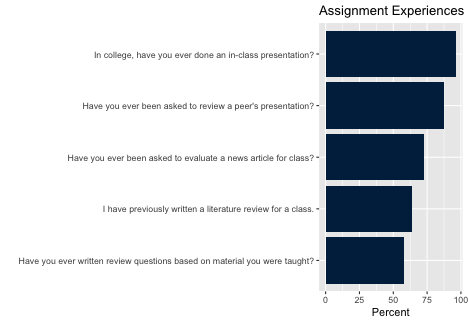 Assignment Experiences
In college, have you ever done an in-class presentation?
Have you ever been asked to review a peer's presentation?
Have you ever been asked to evaluate a news article for class?
I have previously written a literature review for a class.
Have you ever written review questions based on material you were taught?
0 25 50 75 100
Percent